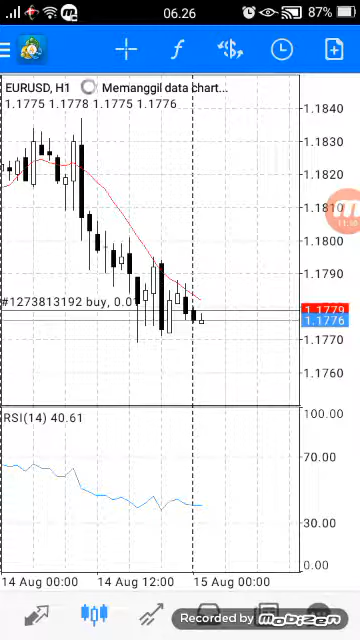 06.26
87%
EURUSD, H1 Memanggil data chart...
1.1775 1.1778 1.1775 1.1776
1.1840
1.1830
1.1820
1.1810
1.1800
1.1790
#1273813192 buy, 0.01
1.1779
1.1776
1.1770
1.1760
RSI(14) 40.61
100.00
70.00
30.00
0.00
14 Aug 00:00 14 Aug 12:00 15 Aug 00:00
Recorded by mobizen